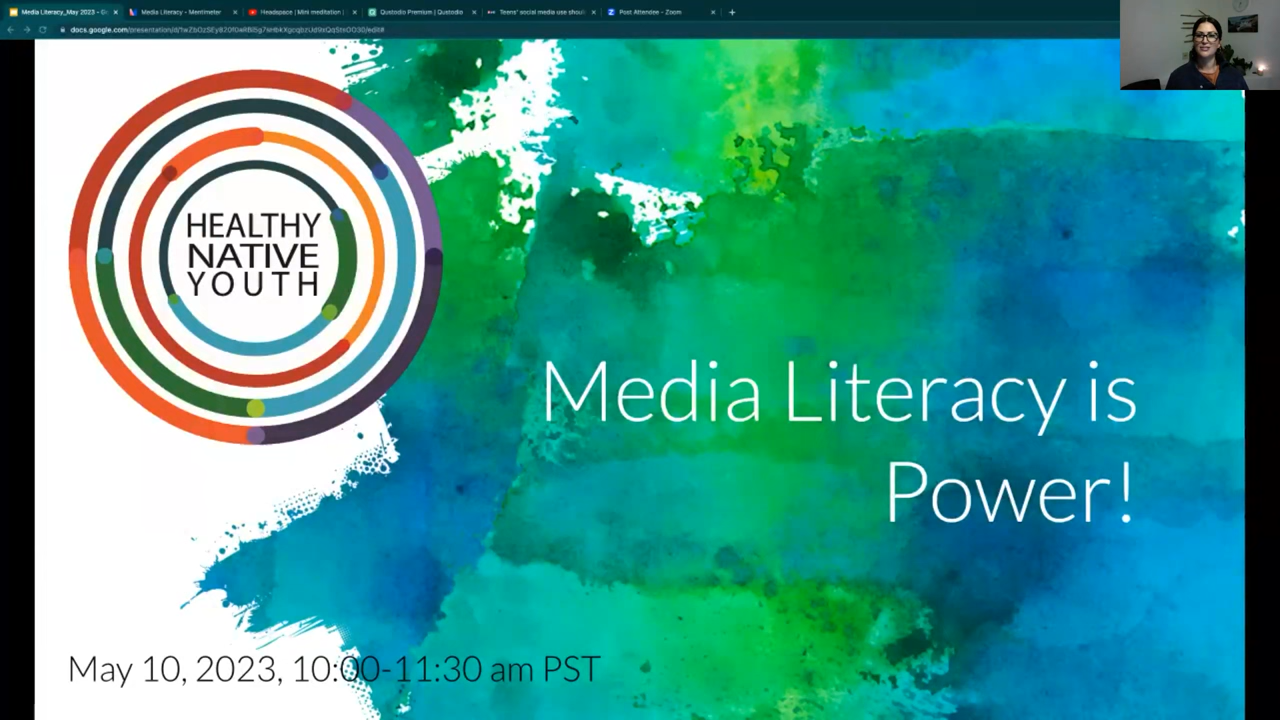 Media Literacy_May 2023 - Go
Media Literacy - Mentimeter
Headspace | Mini meditation |
Qustodio Premium | Qustodio
Teens' social media use shoul
Post Attendee - Zoom
HEALTHY
NATIVE
YOUTH
Media Literacy is
Power!
May 10, 2023, 10:00-11:30 am PST